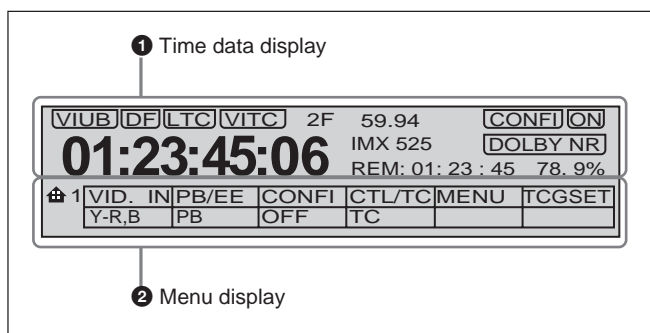 1 Time data display
VIUB DF LTC VITC 2F 59.94 CONFI ON
01:23:45:06 IMX 525 DOLBY NR
REM: 01: 23 : 45 78. 9%
1 VID. IN PB/EE CONFI CTL/TC MENU TCGSET
Y-R,B PB OFF TC
2 Menu display